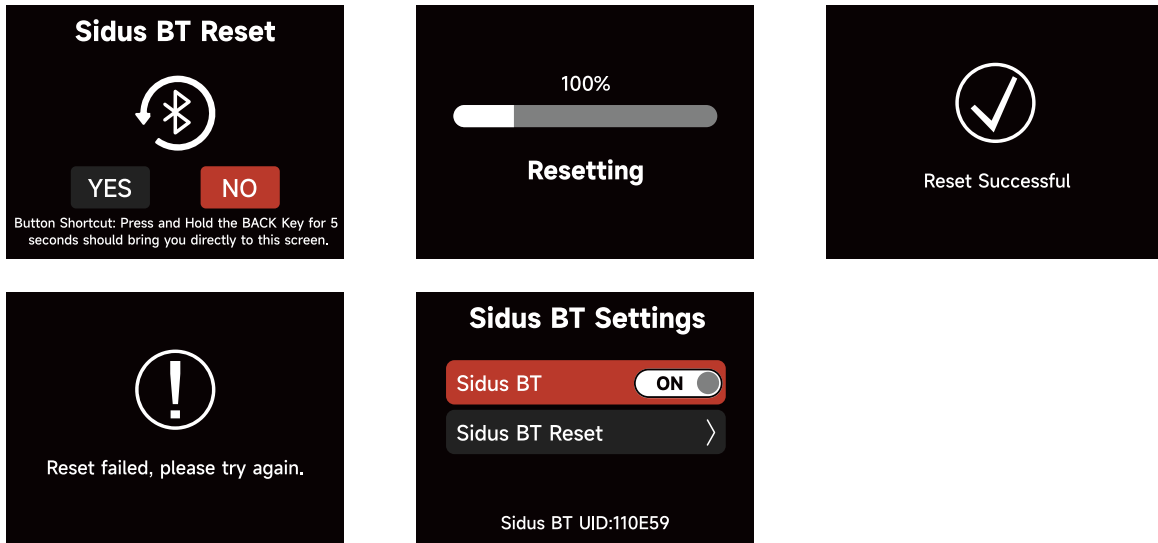 Sidus BT Reset
YES
NO
Button Shortcut: Press and Hold the BACK Key for 5
seconds should bring you directly to this screen.
100%
Resetting
Reset Successful
Reset failed, please try again.
Sidus BT Settings
Sidus BT
ON
Sidus BT Reset
Sidus BT UID:110E59